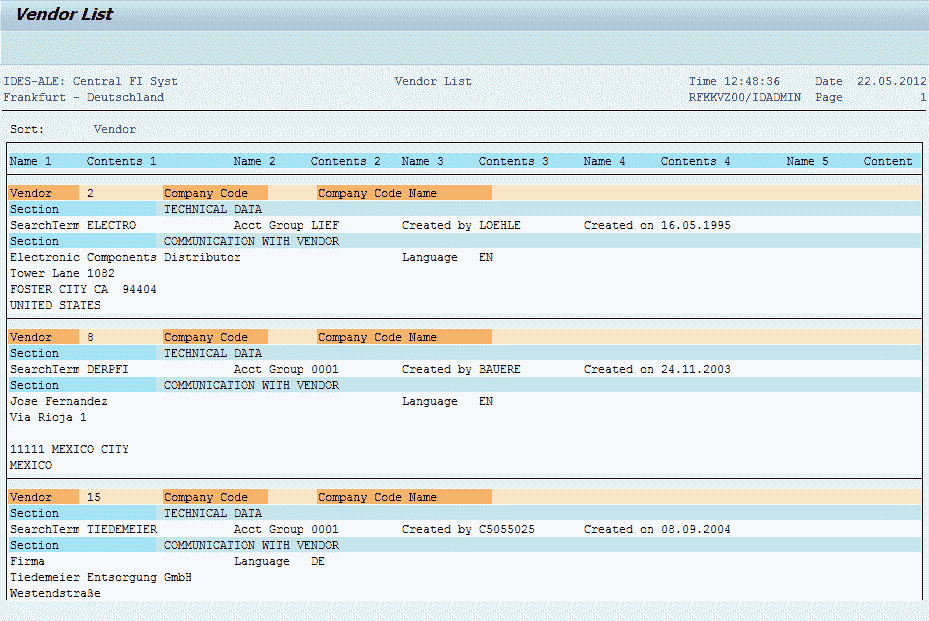 Vendor List
IDES-ALE: Central FI Syst Vendor List Time 12:48:36 Date 22.05.2012
Frankfurt - Deutschland RFKKVZ00/IDADMIN Page 1
Sort: Vendor
Name 1 Contents 1 Name 2 Contents 2 Name 3 Contents 3 Name 4 Contents 4 Name 5 Content
Vendor 2 Company Code Company Code Name
Section TECHNICAL DATA
SearchTerm ELECTRO Acct Group LIEF Created by LOEHLE Created on 16.05.1995
Section COMMUNICATION WITH VENDOR
Electronic Components Distributor Language EN
Tower Lane 1082
FOSTER CITY CA 94404
UNITED STATES
Vendor 8 Company Code Company Code Name
Section TECHNICAL DATA
SearchTerm DERPFI Acct Group 0001 Created by BAUERE Created on 24.11.2003
Section COMMUNICATION WITH VENDOR
Jose Fernandez Language EN
Via Rioja 1
11111 MEXICO CITY
MEXICO
Vendor 15 Company Code Company Code Name
Section TECHNICAL DATA
SearchTerm TIEDEMEIER Acct Group 0001 Created by C5055025 Created on 08.09.2004
Section COMMUNICATION WITH VENDOR
Firma Language DE
Tiedemeier Entsorgung GmbH
Westendstraße